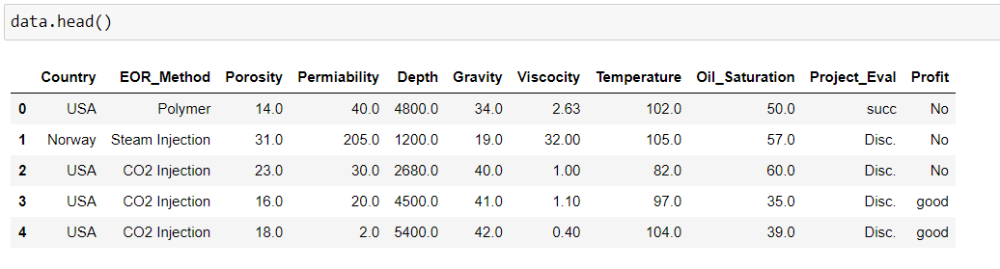 data.head()
Country EOR_Method Porosity Permiability Depth Gravity Viscocity Temperature Oil_Saturation Project_Eval Profit
0 USA Polymer 14.0 40.0 4800.0 34.0 2.63 102.0 50.0 succ No
1 Norway Steam Injection 31.0 205.0 1200.0 19.0 32.00 105.0 57.0 Disc. No
2 USA CO2 Injection 23.0 30.0 2680.0 40.0 1.00 82.0 60.0 Disc. No
3 USA CO2 Injection 16.0 20.0 4500.0 41.0 1.10 97.0 35.0 Disc. good
4 USA CO2 Injection 18.0 2.0 5400.0 42.0 0.40 104.0 39.0 Disc. good